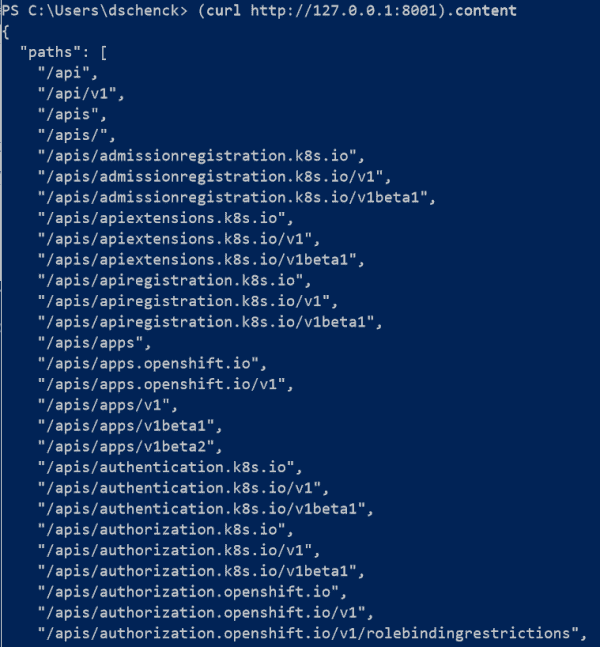 PS C:\Users\dschenck> (curl http://127.0.0.1:8001).content
{
  "paths": [
    "/api",
    "/api/v1",
    "/apis",
    "/apis/",
    "/apis/admissionregistration.k8s.io",
    "/apis/admissionregistration.k8s.io/v1",
    "/apis/admissionregistration.k8s.io/v1beta1",
    "/apis/apiextensions.k8s.io",
    "/apis/apiextensions.k8s.io/v1",
    "/apis/apiextensions.k8s.io/v1beta1",
    "/apis/apiregistration.k8s.io",
    "/apis/apiregistration.k8s.io/v1",
    "/apis/apiregistration.k8s.io/v1beta1",
    "/apis/apps",
    "/apis/apps.openshift.io",
    "/apis/apps.openshift.io/v1",
    "/apis/apps/v1",
    "/apis/apps/v1beta1",
    "/apis/apps/v1beta2",
    "/apis/authentication.k8s.io",
    "/apis/authentication.k8s.io/v1",
    "/apis/authentication.k8s.io/v1beta1",
    "/apis/authorization.k8s.io",
    "/apis/authorization.k8s.io/v1",
    "/apis/authorization.k8s.io/v1beta1",
    "/apis/authorization.openshift.io",
    "/apis/authorization.openshift.io/v1",
    "/apis/authorization.openshift.io/v1/rolebindingrestrictions",